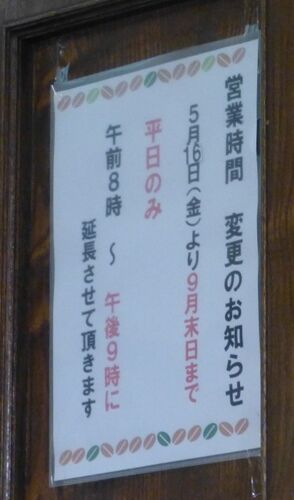 営業時間　変更のお知らせ
5月16日(金)より9月末日まで
平日のみ
午前8時　～　午後9時に
延長させて頂きます